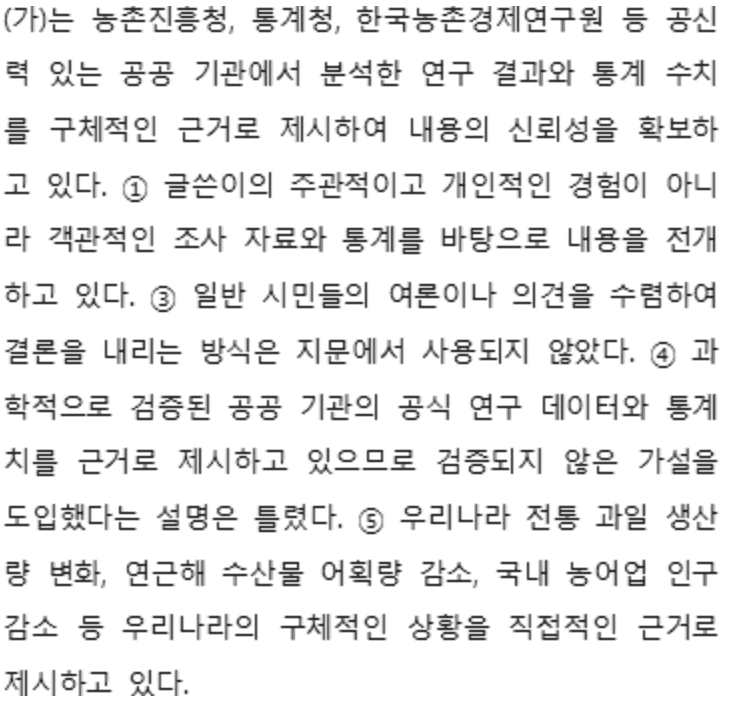 (가)는 농촌진흥청, 통계청, 한국농촌경제연구원 등 공신
력 있는 공공 기관에서 분석한 연구 결과와 통계 수치
를 구체적인 근거로 제시하여 내용의 신뢰성을 확보하
고 있다. ① 글쓴이의 주관적이고 개인적인 경험이 아니
라 객관적인 조사 자료와 통계를 바탕으로 내용을 전개
하고 있다. ③ 일반 시민들의 여론이나 의견을 수렴하여
결론을 내리는 방식은 지문에서 사용되지 않았다. ④ 과
학적으로 검증된 공공 기관의 공식 연구 데이터와 통계
치를 근거로 제시하고 있으므로 검증되지 않은 가설을
도입했다는 설명은 틀렸다. ⑤ 우리나라 전통 과일 생산
량 변화, 연근해 수산물 어획량 감소, 국내 농어업 인구
감소 등 우리나라의 구체적인 상황을 직접적인 근거로
제시하고 있다.